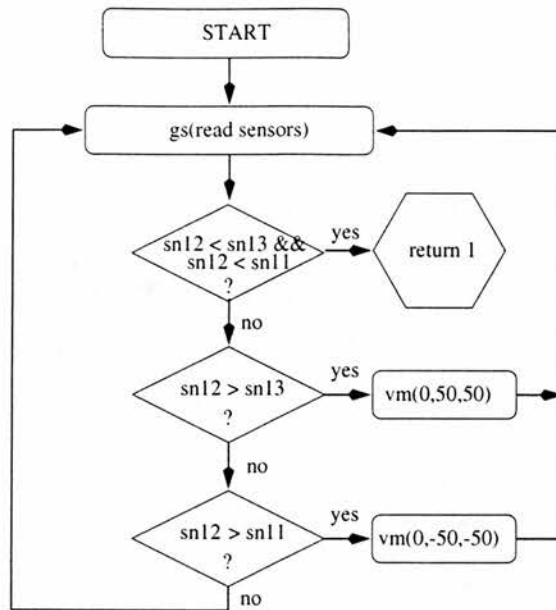 START
gs(read sensors)
sn12 < sn13 &&
sn12 < sn11
?
yes
return 1
no
sn12 > sn13
?
yes
vm(0,50,50)
no
sn12 > sn11
?
yes
vm(0,-50,-50)
no